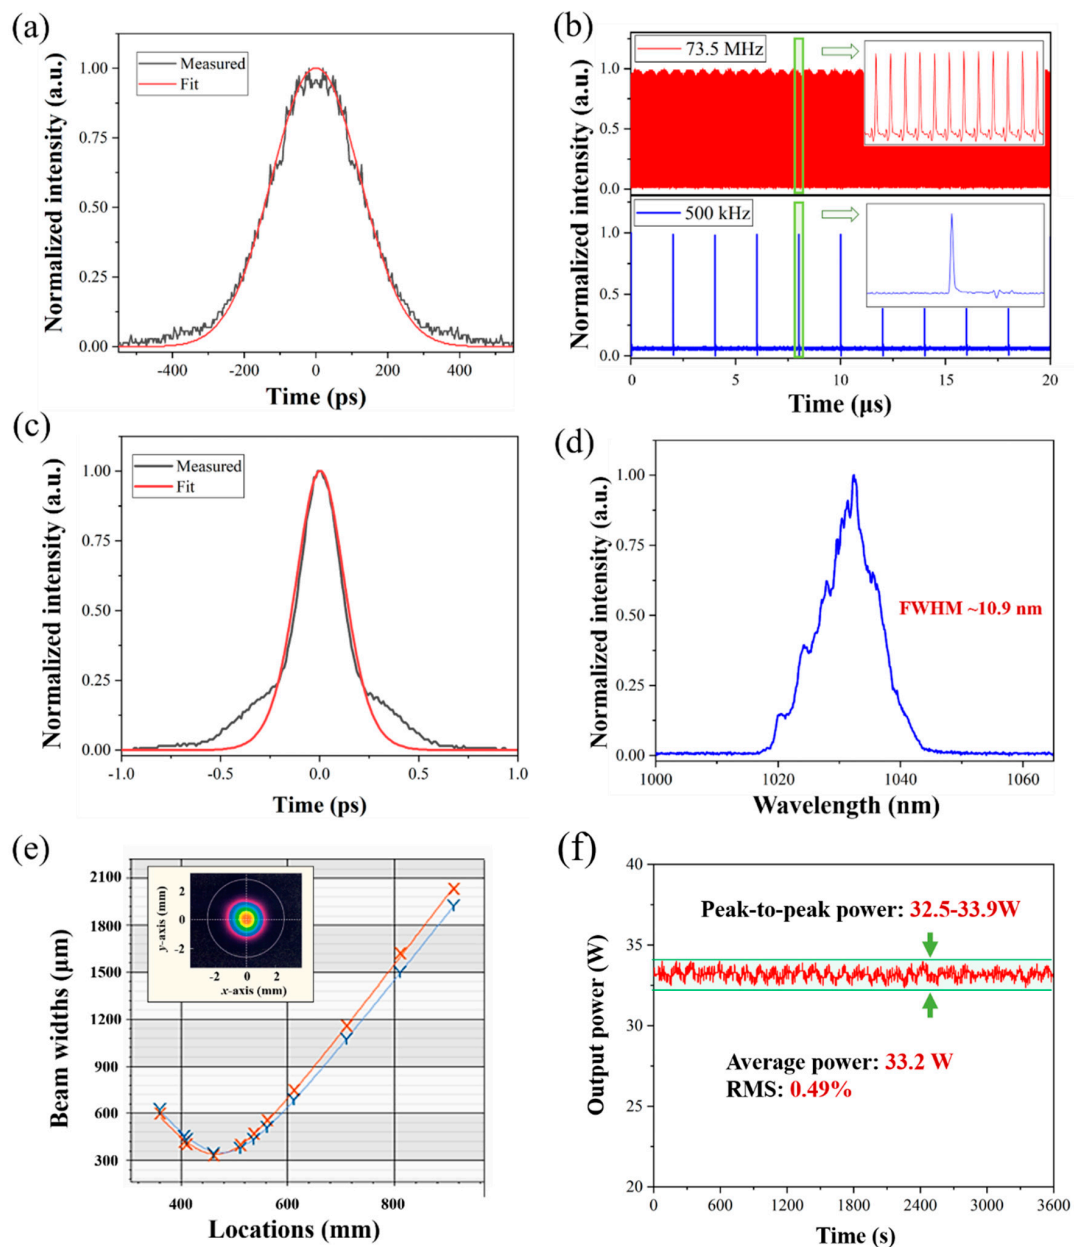 (a)
Normalized intensity (a.u.)
1.00
0.75
0.50
0.25
0.00
Measured
Fit
-400
-200
0
200
400
Time (ps)
(b)
Normalized intensity (a.u.)
1.0
0.5
0.0
73.5 MHz
Normalized intensity (a.u.)
1.0
0.5
0.0
500 kHz
0
5
10
15
20
Time (μs)
(c)
Normalized intensity (a.u.)
1.00
0.75
0.50
0.25
0.00
Measured
Fit
-1.0
-0.5
0.0
0.5
1.0
Time (ps)
(d)
Normalized intensity (a.u.)
1.00
0.75
0.50
0.25
0.00
FWHM ~10.9 nm
1000
1020
1040
1060
Wavelength (nm)
(e)
Beam widths (μm)
2100
1800
1500
1200
900
600
300
y-axis (mm)
2
0
-2
-2
0
2
x-axis (mm)
400
600
800
Locations (mm)
(f)
Output power (W)
40
35
30
25
20
Peak-to-peak power: 32.5-33.9W
Average power: 33.2 W
RMS: 0.49%
0
600
1200
1800
2400
3000
3600
Time (s)